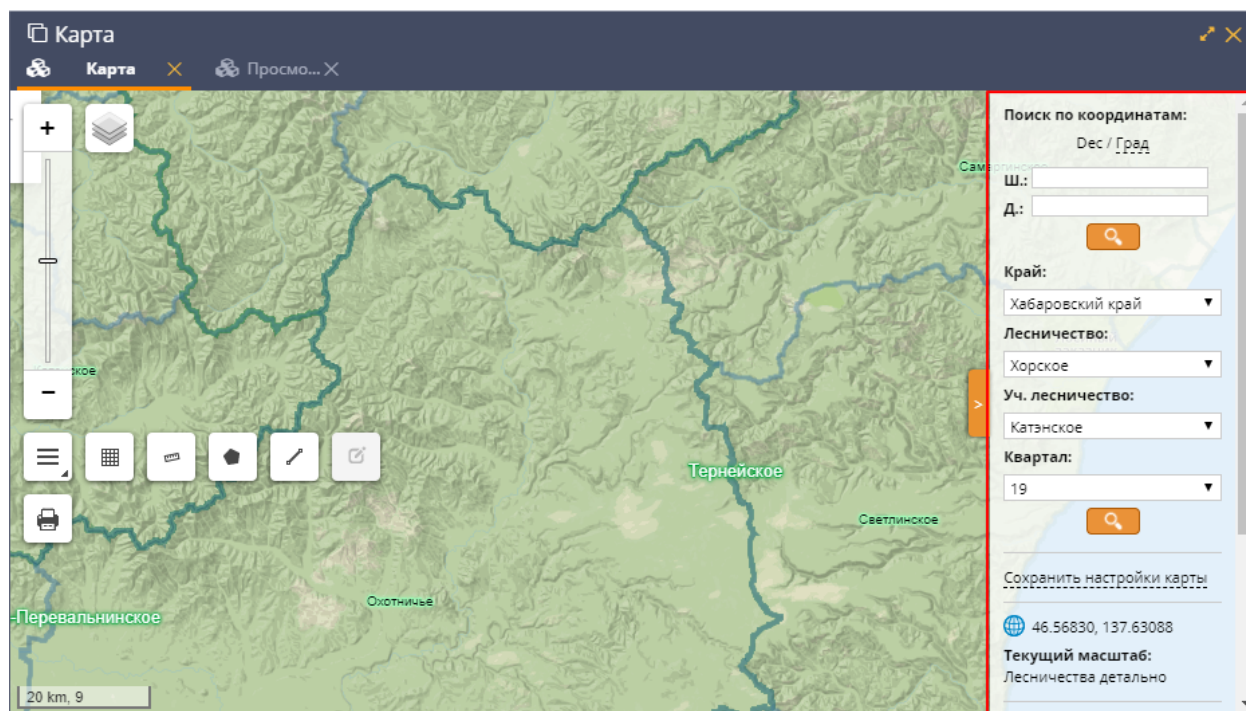 Карта
Карта
Просмо...
+
−
Самаргинское
Тернейское
Светлинское
Охотничье
-Перевальнинское
20 km, 9
>
Поиск по координатам:
Dec / Град
Ш.:
Д.:
Край:
Хабаровский край
Лесничество:
Хорское
Уч. лесничество:
Катэнское
Квартал:
19
Сохранить настройки карты
46.56830, 137.63088
Текущий масштаб:
Лесничества детально